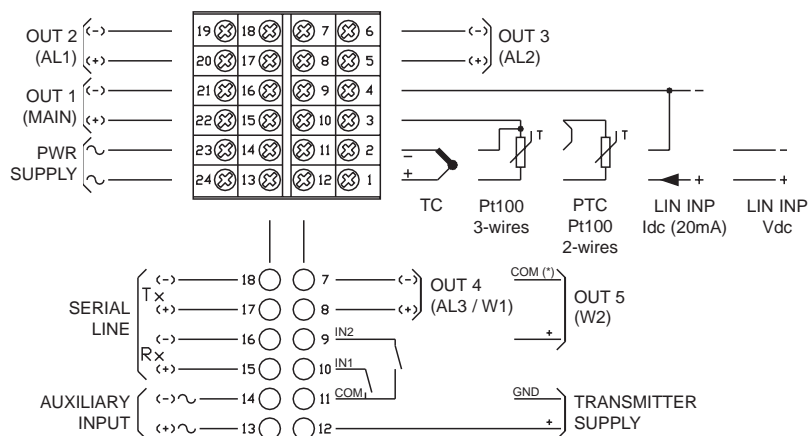 OUT 2 (-) 19 18 7 6 (-) OUT 3
(AL1) (+) 20 17 8 5 (+) (AL2)
OUT 1 (-) 21 16 9 4 -
(MAIN) (+) 22 15 10 3
PWR 23 14 11 2 - T T -
SUPPLY 24 13 12 1 + + +
TC Pt100 PTC LIN INP LIN INP
3-wires Pt100 Idc (20mA) Vdc
2-wires
(-) 18 7 (-) OUT 4 COM (*) OUT 5
Tx (+) 17 8 (+) (AL3 / W1) (W2)
SERIAL LINE (-) 16 9 IN2 +
Rx (+) 15 10 IN1
AUXILIARY (-) 14 11 COM GND TRANSMITTER
INPUT (+) 13 12 + SUPPLY